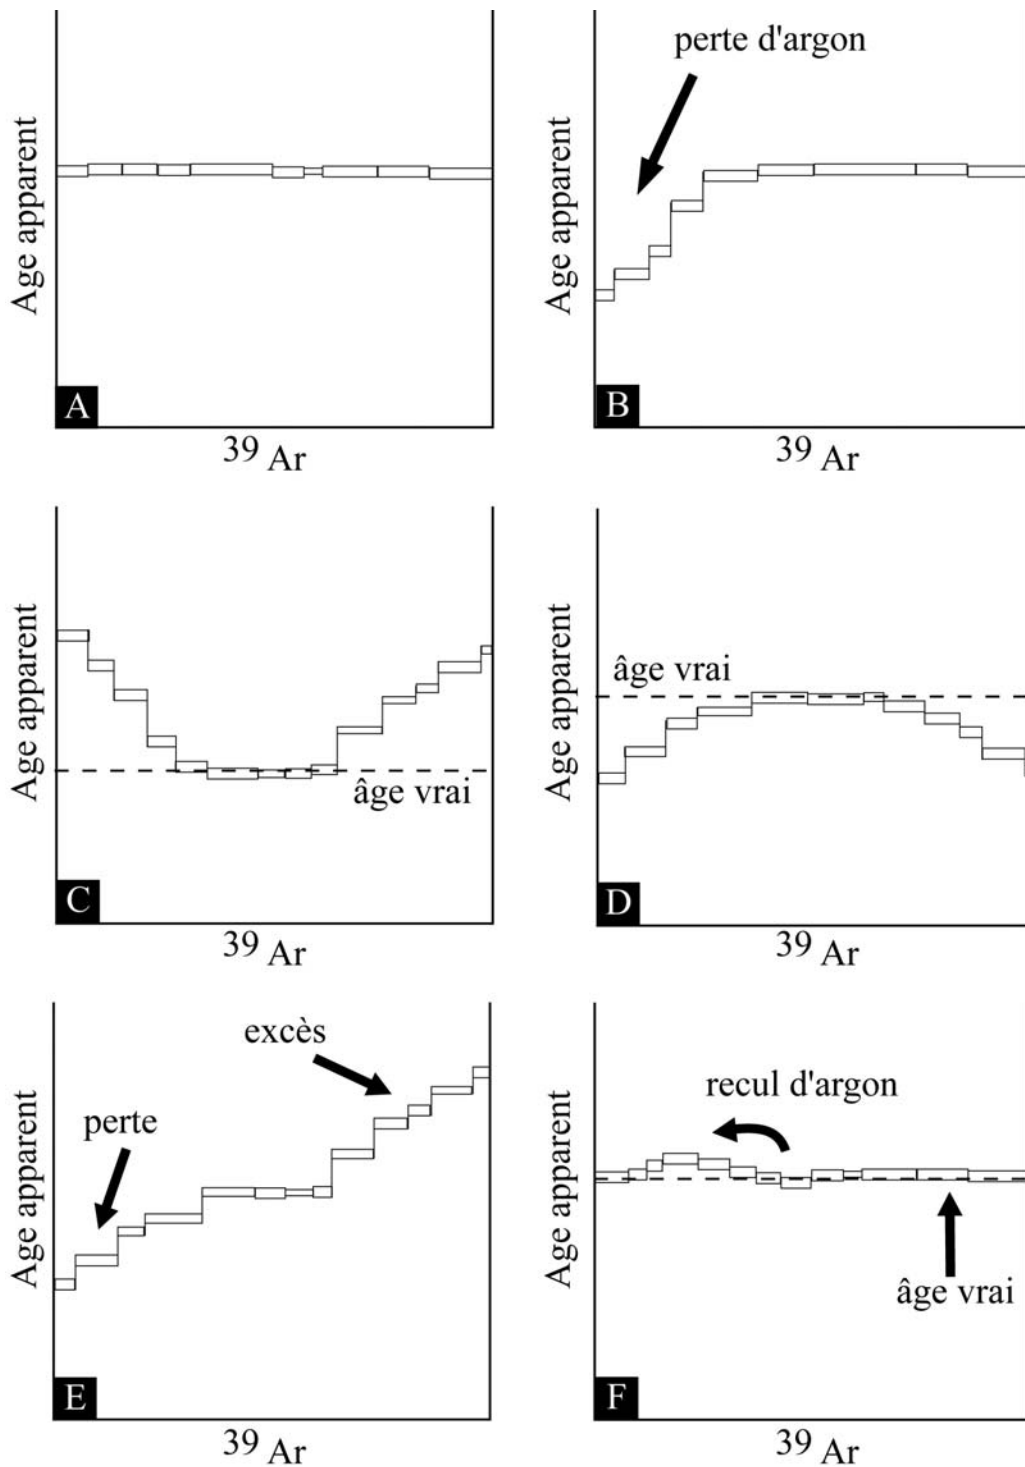 Age apparent
A
39 Ar
perte d'argon
Age apparent
B
39 Ar
Age apparent
âge vrai
C
39 Ar
âge vrai
Age apparent
D
39 Ar
excès
perte
Age apparent
E
39 Ar
recul d'argon
Age apparent
âge vrai
F
39 Ar